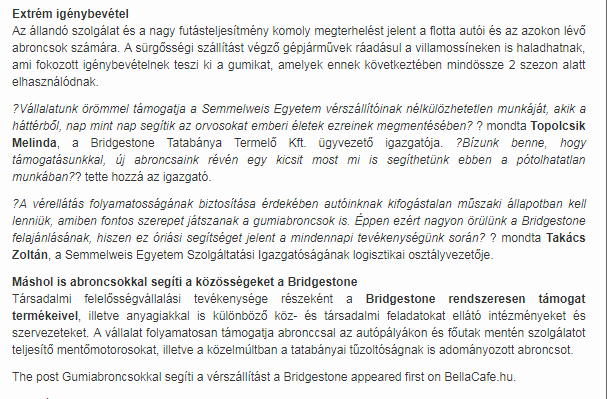 Extrém igénybevétel
Az állandó szolgálat és a nagy futásteljesítmény komoly megterhelést jelent a flotta autói és az azokon lévő
abroncsok számára. A sürgősségi szállítást végző gépjárművek ráadásul a villamossíneken is haladhatnak,
ami fokozott igénybevételnek teszi ki a gumikat, amelyek ennek következtében mindössze 2 szezon alatt
elhasználódnak.
?Vállalatunk örömmel támogatja a Semmelweis Egyetem vérszállítóinak nélkülözhetetlen munkáját, akik a
háttérből, nap mint nap segítik az orvosokat emberi életek ezreinek megmentésében? ? mondta Topolcsik
Melinda, a Bridgestone Tatabánya Termelő Kft. ügyvezető igazgatója. ?Bízunk benne, hogy
támogatásunkkal, új abroncsaink révén egy kicsit most mi is segíthetünk ebben a pótolhatatlan
munkában?? tette hozzá az igazgató.
?A vérellátás folyamatosságának biztosítása érdekében autóinknak kifogástalan műszaki állapotban kell
lenniük, amiben fontos szerepet játszanak a gumiabroncsok is. Éppen ezért nagyon örülünk a Bridgestone
felajánlásának, hiszen ez óriási segítséget jelent a mindennapi tevékenységünk során? ? mondta Takács
Zoltán, a Semmelweis Egyetem Szolgáltatási Igazgatóságának logisztikai osztályvezetője.
Máshol is abroncsokkal segíti a közösségeket a Bridgestone
Társadalmi felelősségvállalási tevékenysége részeként a Bridgestone rendszeresen támogat
termékeivel, illetve anyagiakkal is különböző köz- és társadalmi feladatokat ellátó intézményeket és
szervezeteket. A vállalat folyamatosan támogatja abronccsal az autópályákon és főutak mentén szolgálatot
teljesítő mentőmotorosokat, illetve a közelmúltban a tatabányai tűzoltóságnak is adományozott abroncsot.
The post Gumiabroncsokkal segíti a vérszállítást a Bridgestone appeared first on BellaCafe.hu.